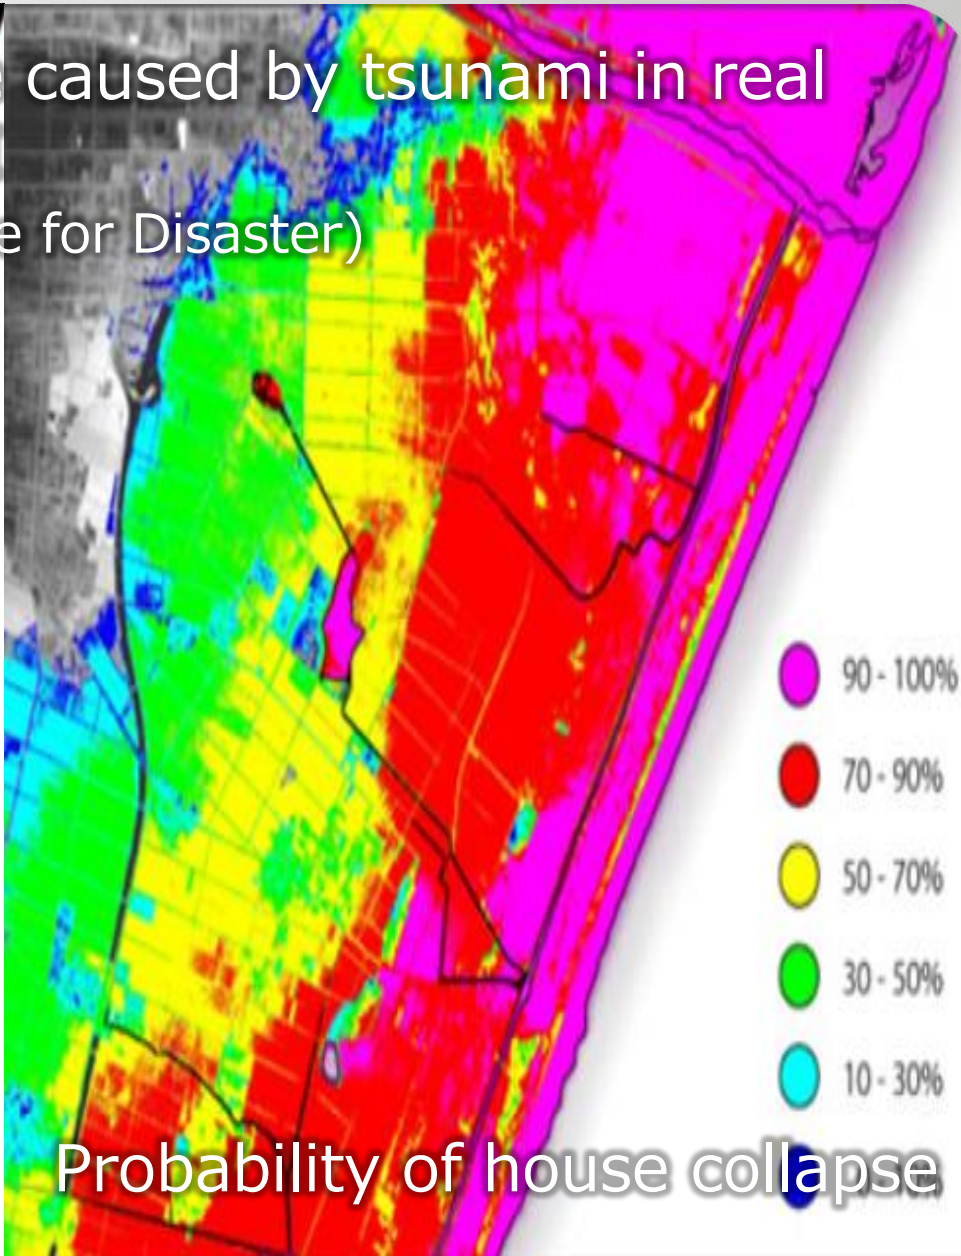 caused by tsunami in real
e for Disaster)
90 - 100%
70 - 90%
50 - 70%
30 - 50%
10 - 30%
Probability of house collapse